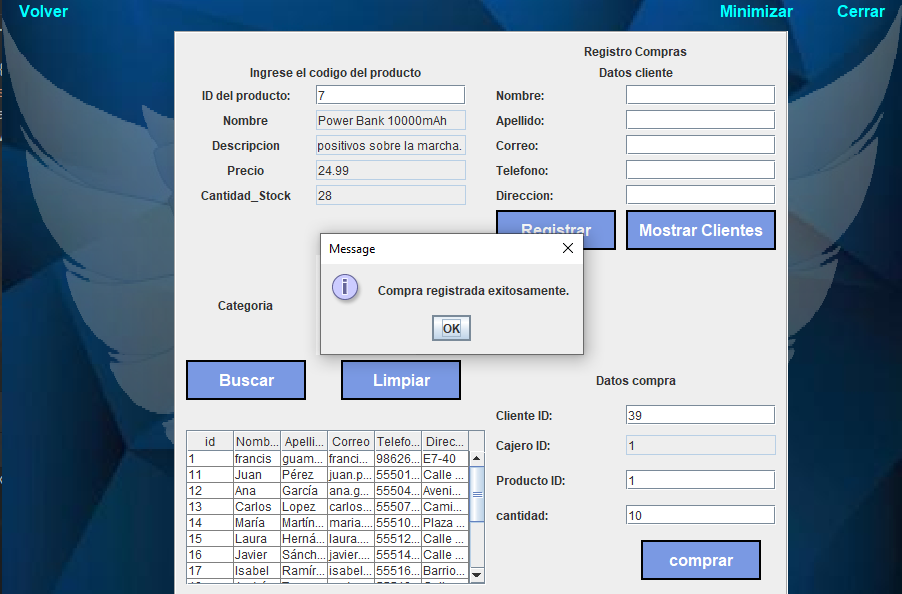 Volver
Minimizar
Cerrar
Registro Compras
Ingrese el codigo del producto
Datos cliente
ID del producto: 7
Nombre Power Bank 10000mAh
Descripcion positivos sobre la marcha.
Precio 24.99
Cantidad_Stock 28
Nombre:
Apellido:
Correo:
Telefono:
Direccion:
Registrar
Mostrar Clientes
Message
Compra registrada exitosamente.
OK
Categoria
Buscar
Limpiar
Datos compra
Cliente ID: 39
Cajero ID: 1
Producto ID: 1
cantidad: 10
comprar
id Nomb... Apelli... Correo Telefo... Direc...
1 francis guam... franci... 98626... E7-40
11 Juan Pérez juan.p... 55501... Calle ...
12 Ana García ana.g... 55504... Aveni...
13 Carlos Lopez carlos... 55507... Cami...
14 María Martín... maria.... 55510... Plaza ...
15 Laura Herná... laura.... 55512... Calle ...
16 Javier Sánch... javier.... 55514... Calle ...
17 Isabel Ramír... isabel... 55516... Barrio...